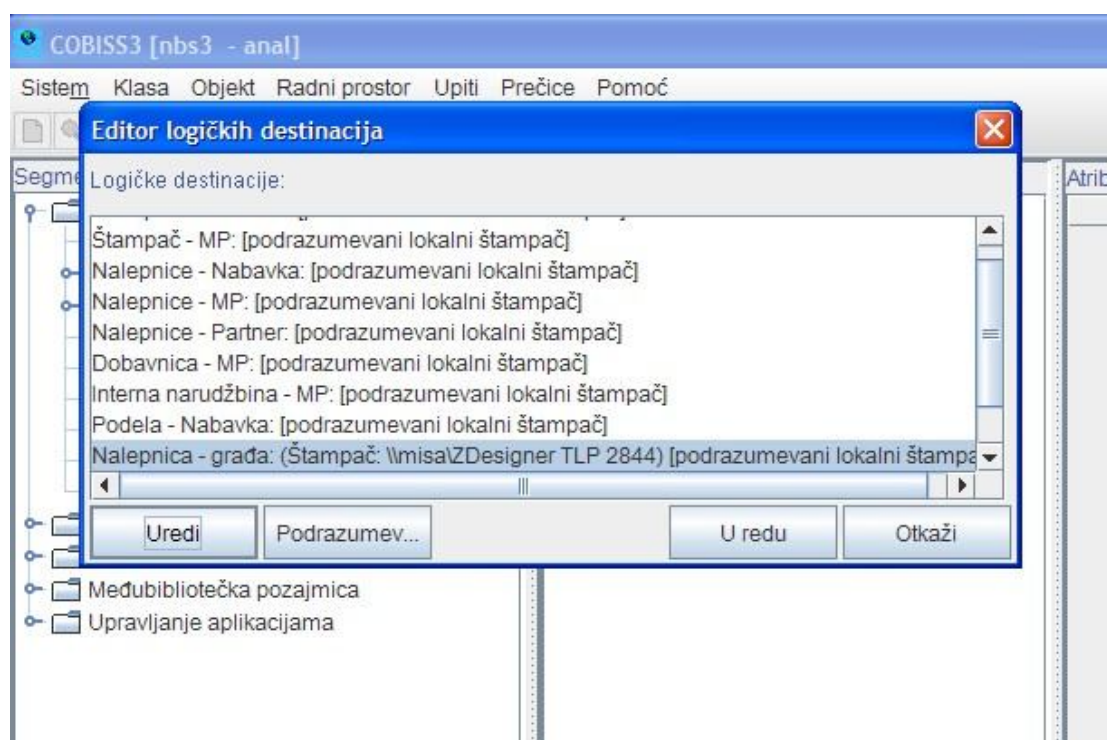 COBISS3 [nbs3 - anal]
Sistem Klasa Objekt Radni prostor Upiti Prečice Pomoć
Editor logičkih destinacija
Segme
Atrib
Logičke destinacije:
Štampač - MP: [podrazumevani lokalni štampač]
Nalepnice - Nabavka: [podrazumevani lokalni štampač]
Nalepnice - MP: [podrazumevani lokalni štampač]
Nalepnice - Partner: [podrazumevani lokalni štampač]
Dobavnica - MP: [podrazumevani lokalni štampač]
Interna narudžbina - MP: [podrazumevani lokalni štampač]
Podela - Nabavka: [podrazumevani lokalni štampač]
Nalepnica - građa: (Štampač: \\misa\ZDesigner TLP 2844) [podrazumevani lokalni štampa
Uredi Podrazumev... U redu Otkaži
Međubibliotečka pozajmica
Upravljanje aplikacijama